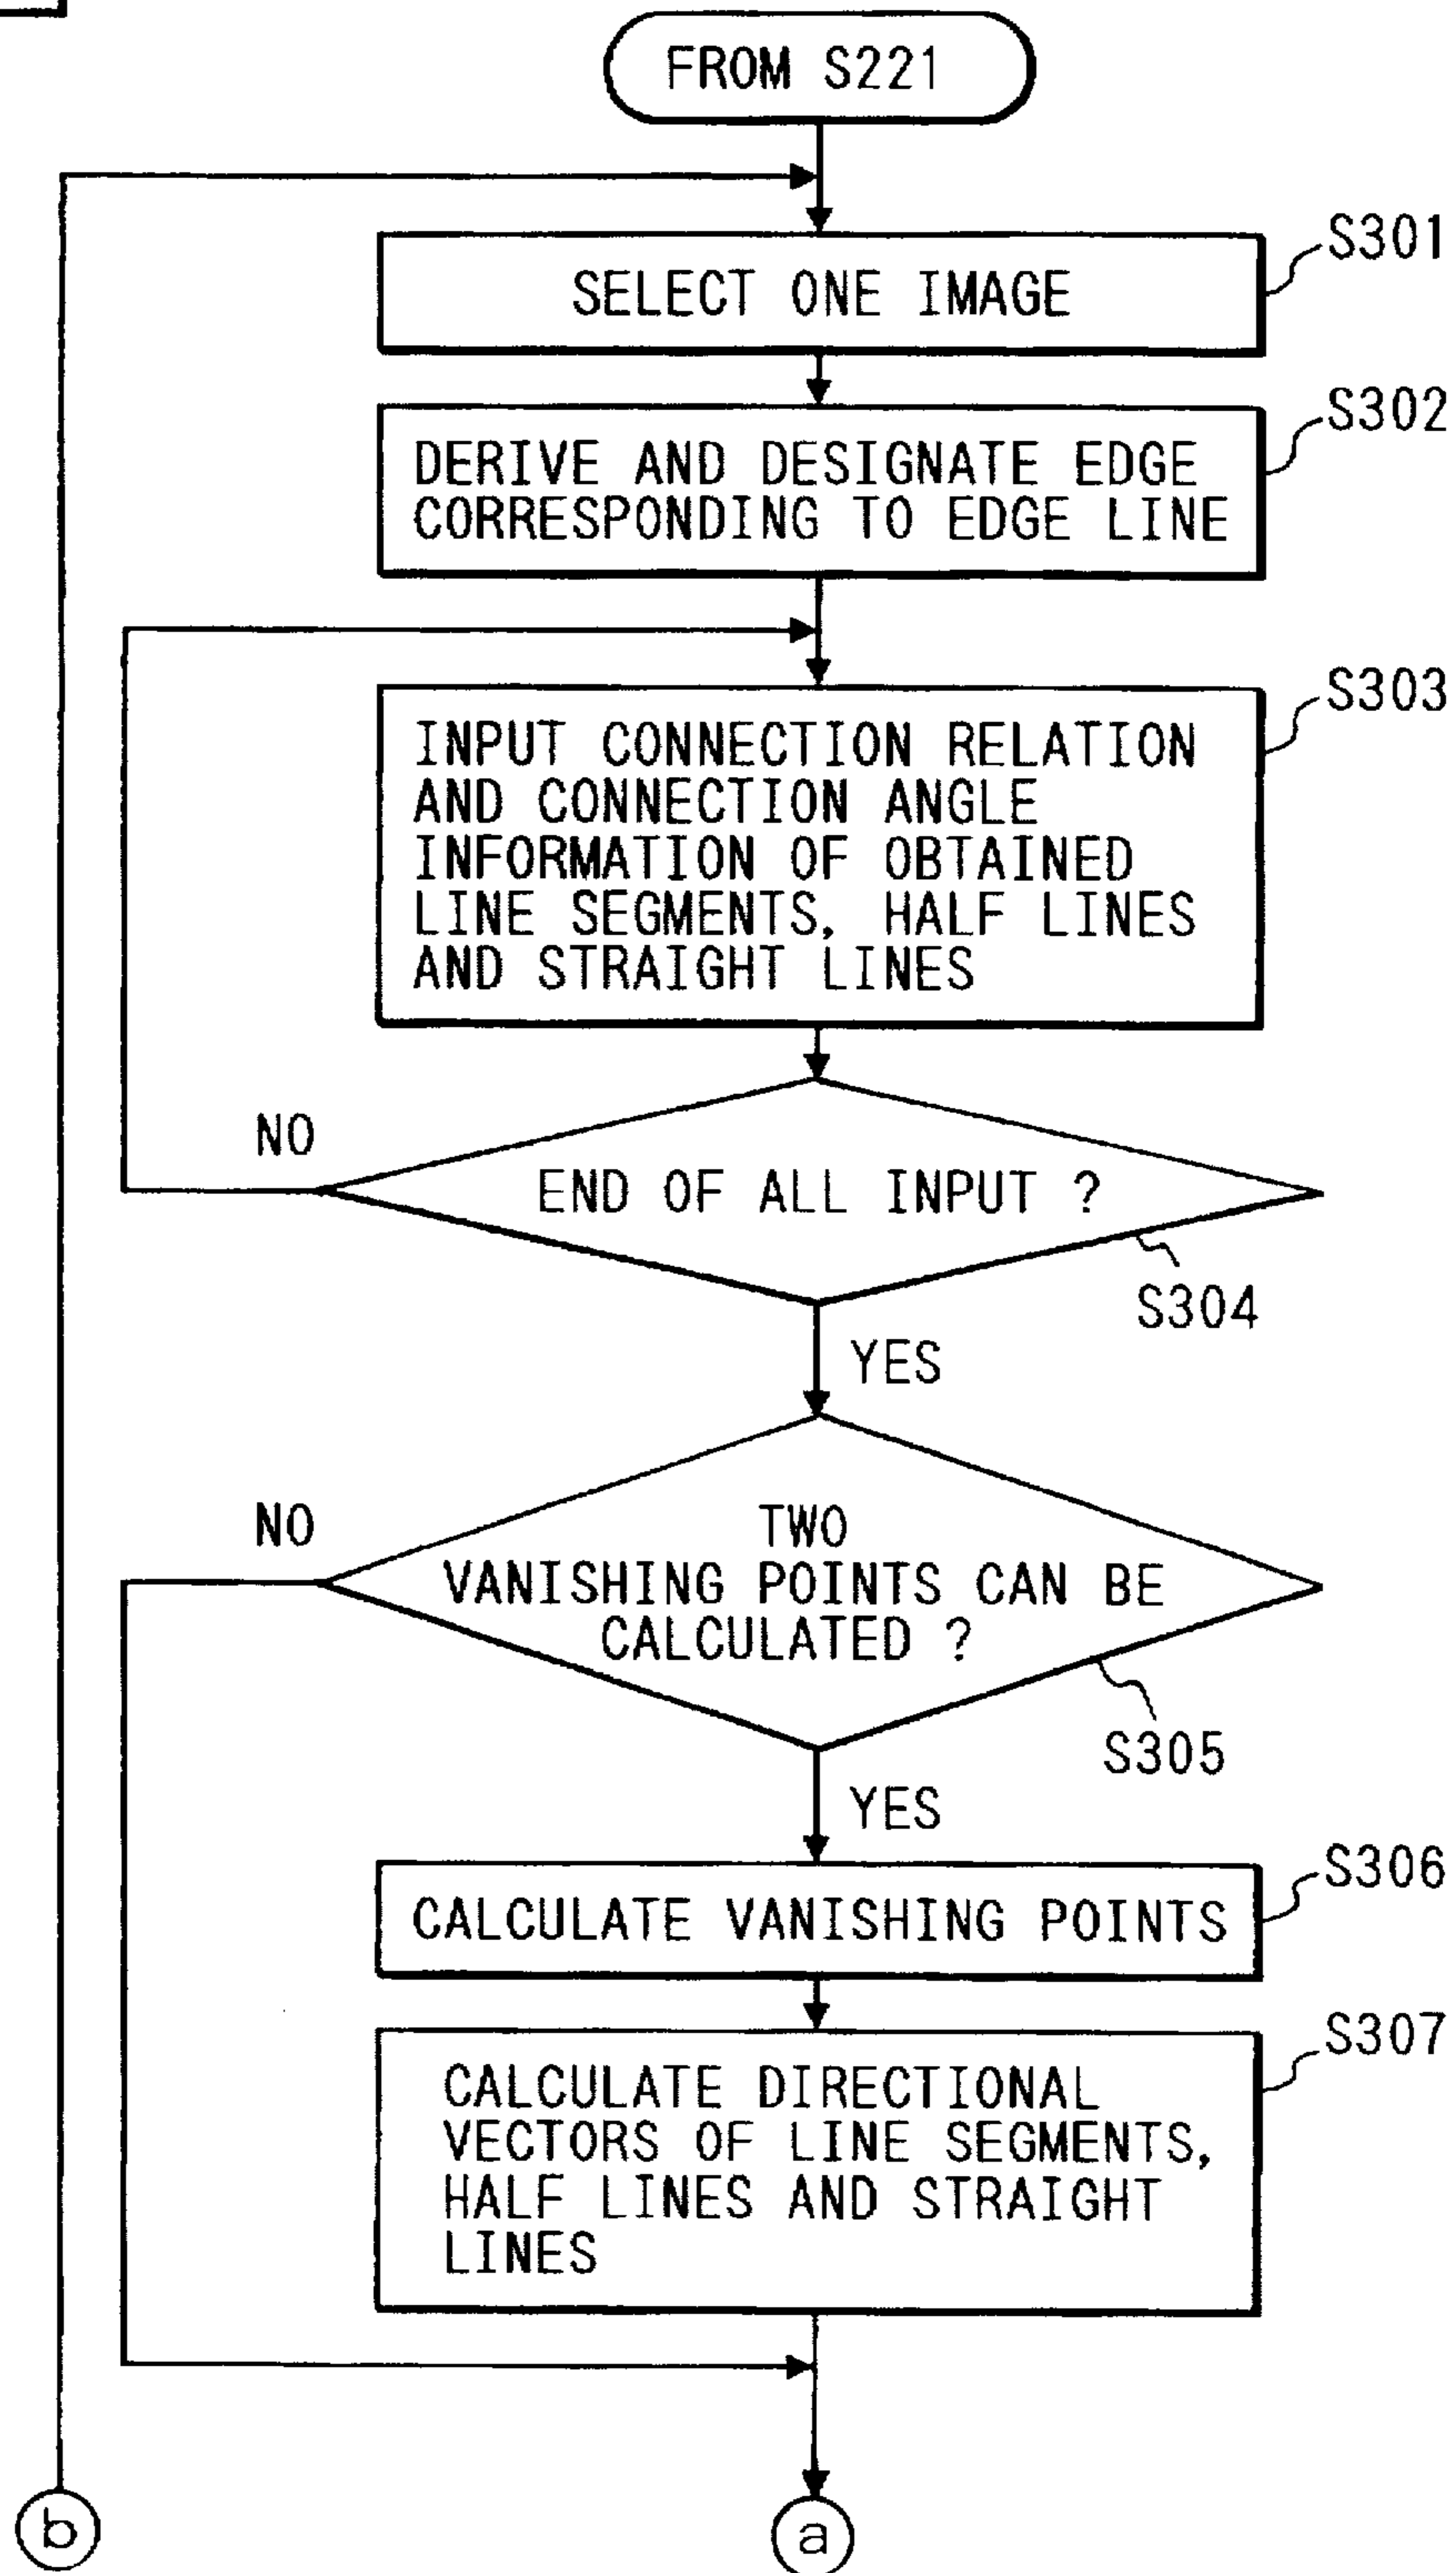 FROM S221
S301
SELECT ONE IMAGE
S302
DERIVE AND DESIGNATE EDGE
CORRESPONDING TO EDGE LINE
S303
INPUT CONNECTION RELATION
AND CONNECTION ANGLE
INFORMATION OF OBTAINED
LINE SEGMENTS, HALF LINES
AND STRAIGHT LINES
NO
END OF ALL INPUT ?
S304
YES
NO
TWO
VANISHING POINTS CAN BE
CALCULATED ?
S305
YES
S306
CALCULATE VANISHING POINTS
S307
CALCULATE DIRECTIONAL
VECTORS OF LINE SEGMENTS,
HALF LINES AND STRAIGHT
LINES
b
a